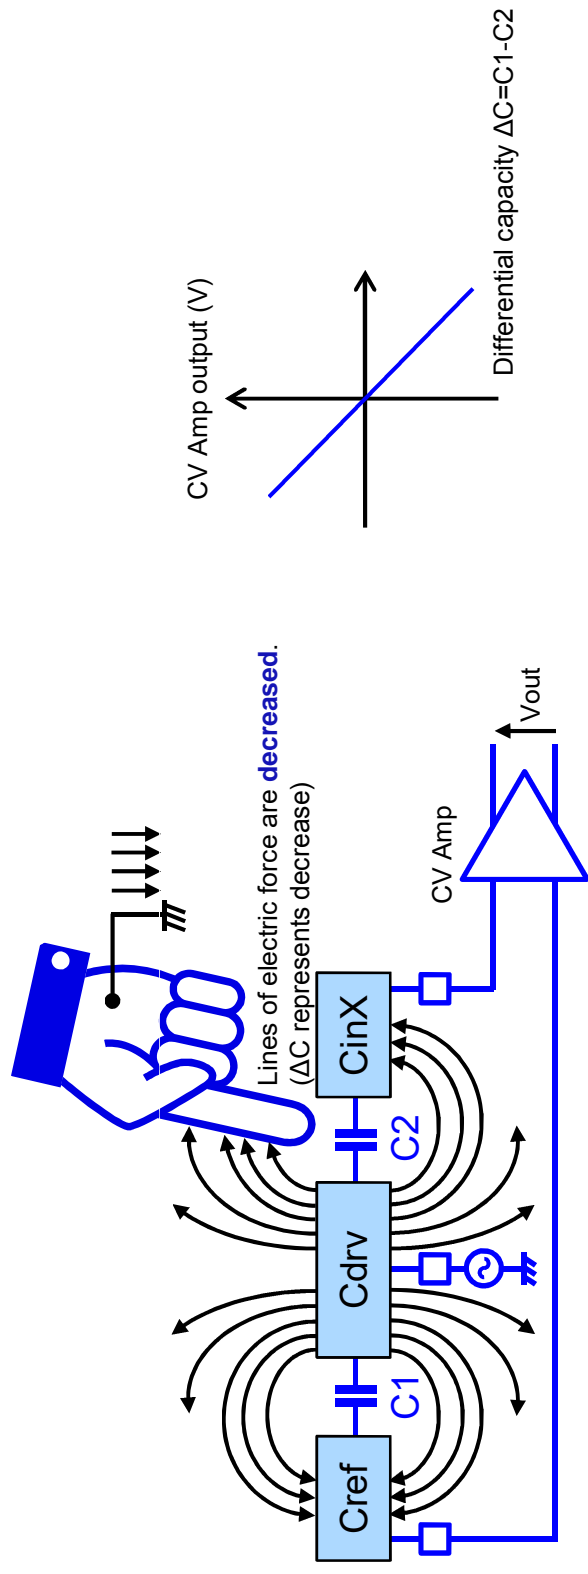 Lines of electric force are decreased.
(ΔC represents decrease)
Cref
C1
Cdrv
C2
CinX
CV Amp
Vout
CV Amp output (V)
Differential capacity ΔC=C1-C2